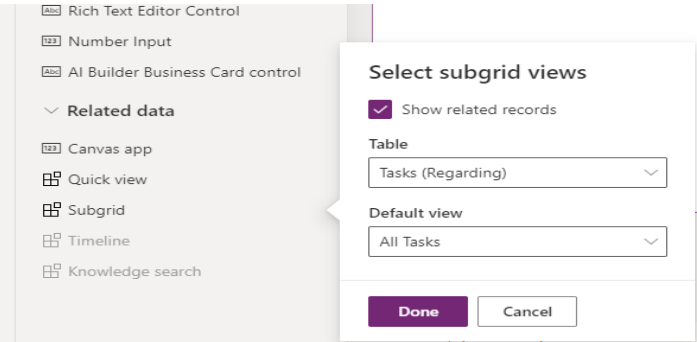 Abc Rich Text Editor Control
123 Number Input
Abc AI Builder Business Card control
Related data
123 Canvas app
Quick view
Subgrid
Timeline
Knowledge search
Select subgrid views
Show related records
Table
Tasks (Regarding)
Default view
All Tasks
Done Cancel